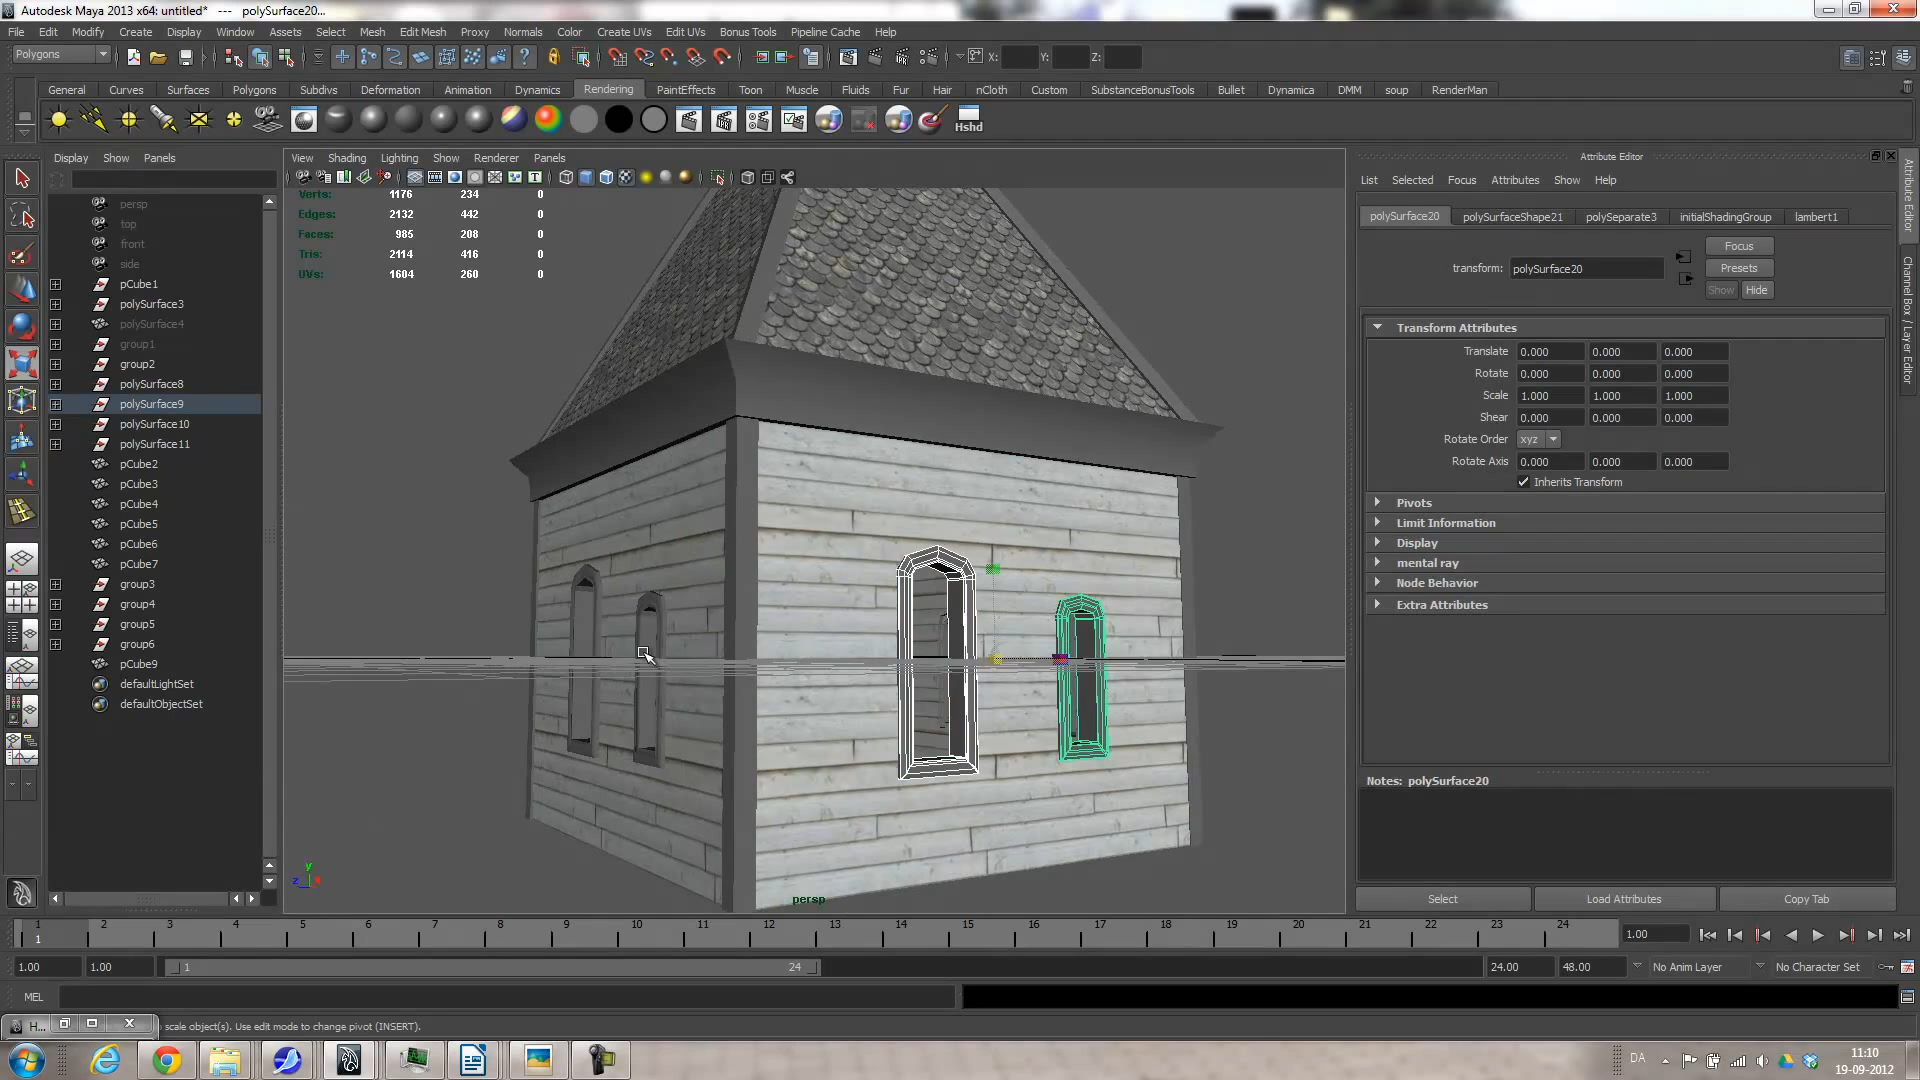 Autodesk Maya 2013 x64: untitled* --- polySurface20...
File Edit Modify Create Display Window Assets Select Mesh Edit Mesh Proxy Normals Color Create UVs Edit UVs Bonus Tools Pipeline Cache Help
Polygons X: Y: Z:
General Curves Surfaces Polygons Subdivs Deformation Animation Dynamics Rendering PaintEffects Toon Muscle Fluids Fur Hair nCloth Custom SubstanceBonusTools Bullet Dynamica DMM soup RenderMan
Hshd
Display Show Panels
persp
top
front
side
pCube1
polySurface3
polySurface4
group1
group2
polySurface8
polySurface9
polySurface10
polySurface11
pCube2
pCube3
pCube4
pCube5
pCube6
pCube7
group3
group4
group5
group6
pCube9
defaultLightSet
defaultObjectSet
View Shading Lighting Show Renderer Panels
Verts: 1176 234 0
Edges: 2132 442 0
Faces: 985 208 0
Tris: 2114 416 0
UVs: 1604 260 0
y
z x
persp
Attribute Editor
List Selected Focus Attributes Show Help
polySurface20 polySurfaceShape21 polySeparate3 initialShadingGroup lambert1
transform: polySurface20
Focus
Presets
Show Hide
Transform Attributes
Translate 0.000 0.000 0.000
Rotate 0.000 0.000 0.000
Scale 1.000 1.000 1.000
Shear 0.000 0.000 0.000
Rotate Order xyz
Rotate Axis 0.000 0.000 0.000
Inherits Transform
Pivots
Limit Information
Display
mental ray
Node Behavior
Extra Attributes
Notes: polySurface20
Select Load Attributes Copy Tab
Attribute Editor
Channel Box / Layer Editor
1 2 3 4 5 6 7 8 9 10 11 12 13 14 15 16 17 18 19 20 21 22 23 24
1
1.00
1.00 1.00 1 24 24.00 48.00 No Anim Layer No Character Set
MEL
H... scale object(s). Use edit mode to change pivot (INSERT).
DA
11:10
19-09-2012